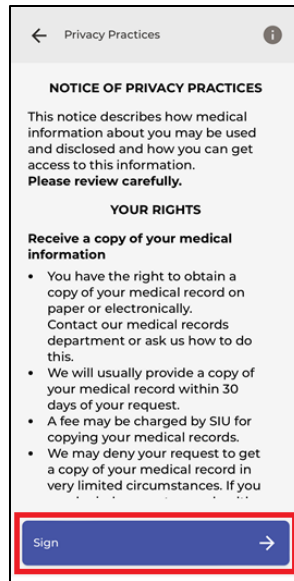 Privacy Practices
NOTICE OF PRIVACY PRACTICES
This notice describes how medical
information about you may be used
and disclosed and how you can get
access to this information.
Please review carefully.
YOUR RIGHTS
Receive a copy of your medical
information
• You have the right to obtain a
copy of your medical record on
paper or electronically.
Contact our medical records
department or ask us how to do
this.
• We will usually provide a copy of
your medical record within 30
days of your request.
• A fee may be charged by SIU for
copying your medical records.
• We may deny your request to get
a copy of your medical record in
very limited circumstances. If you
Sign